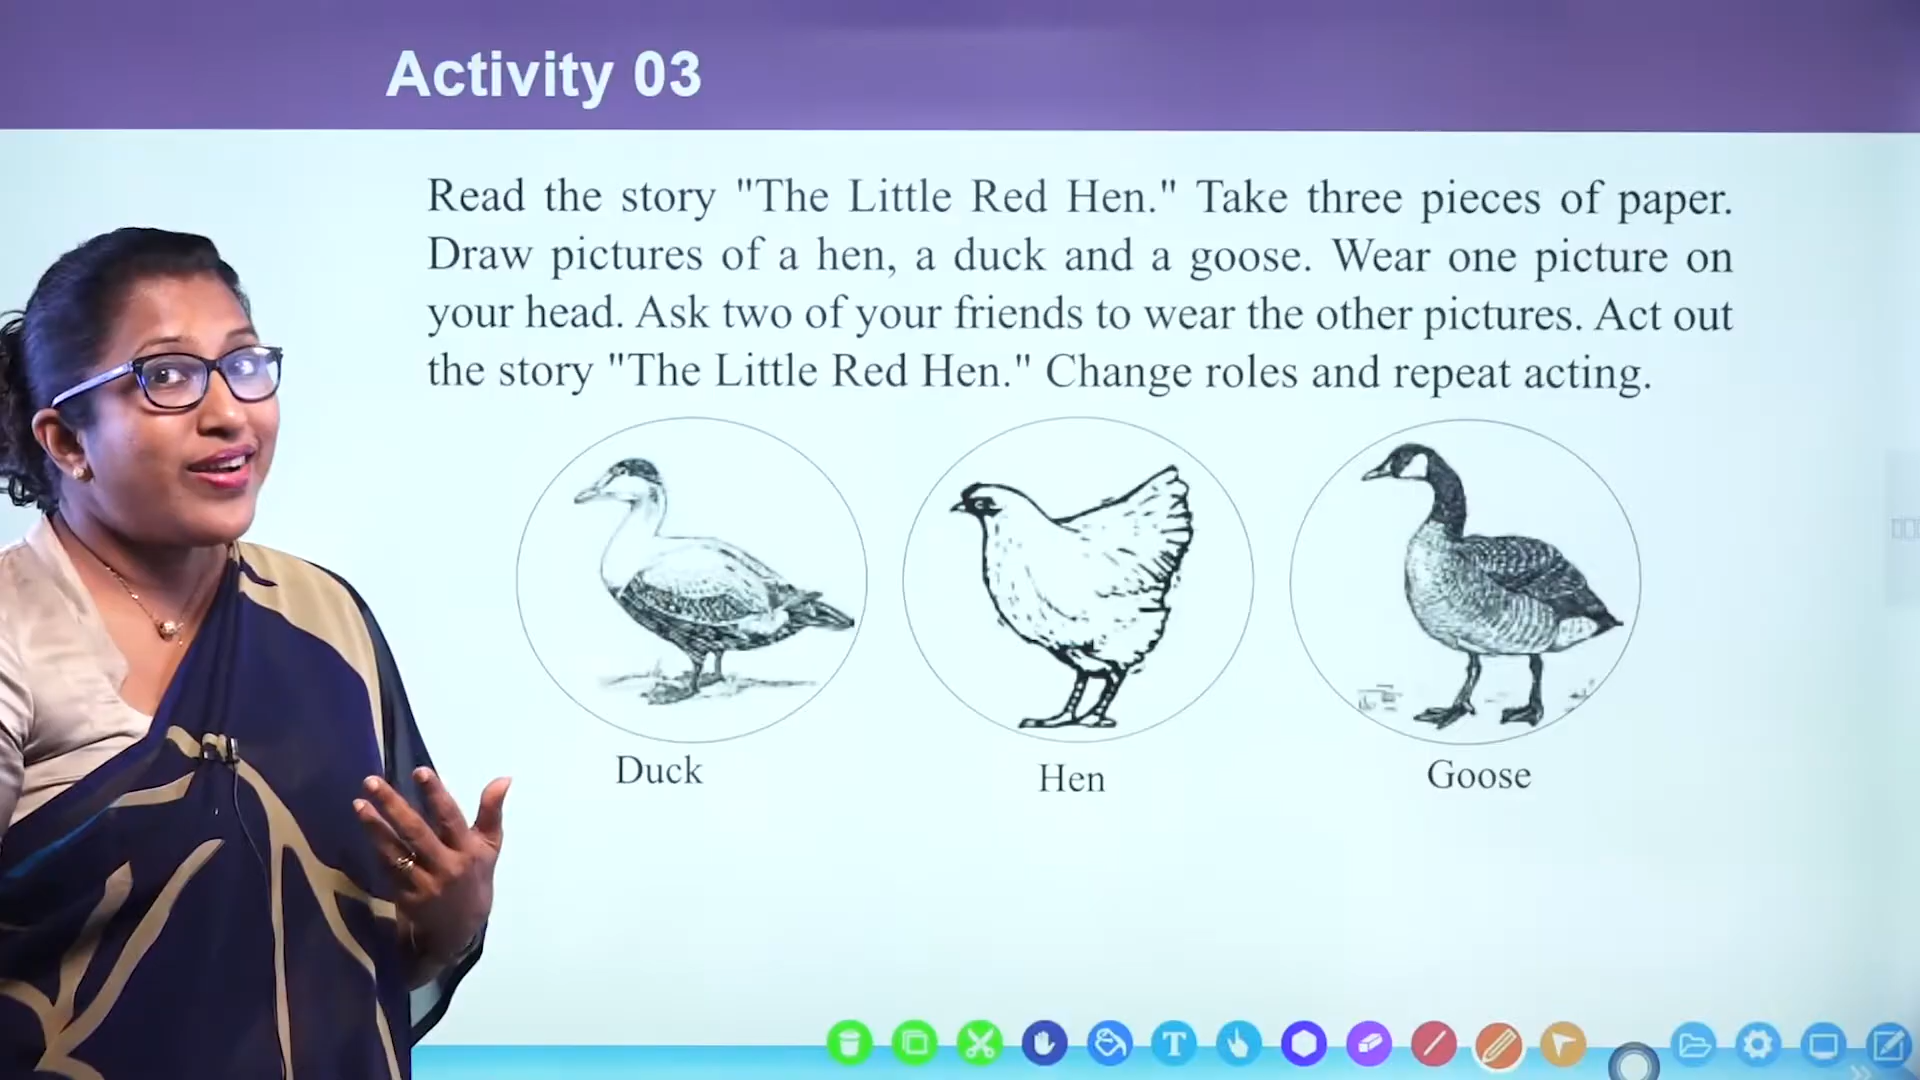 Activity 03
Read the story "The Little Red Hen." Take three pieces of paper.
Draw pictures of a hen, a duck and a goose. Wear one picture on
your head. Ask two of your friends to wear the other pictures. Act out
the story "The Little Red Hen." Change roles and repeat acting.
Duck
Hen
Goose
T